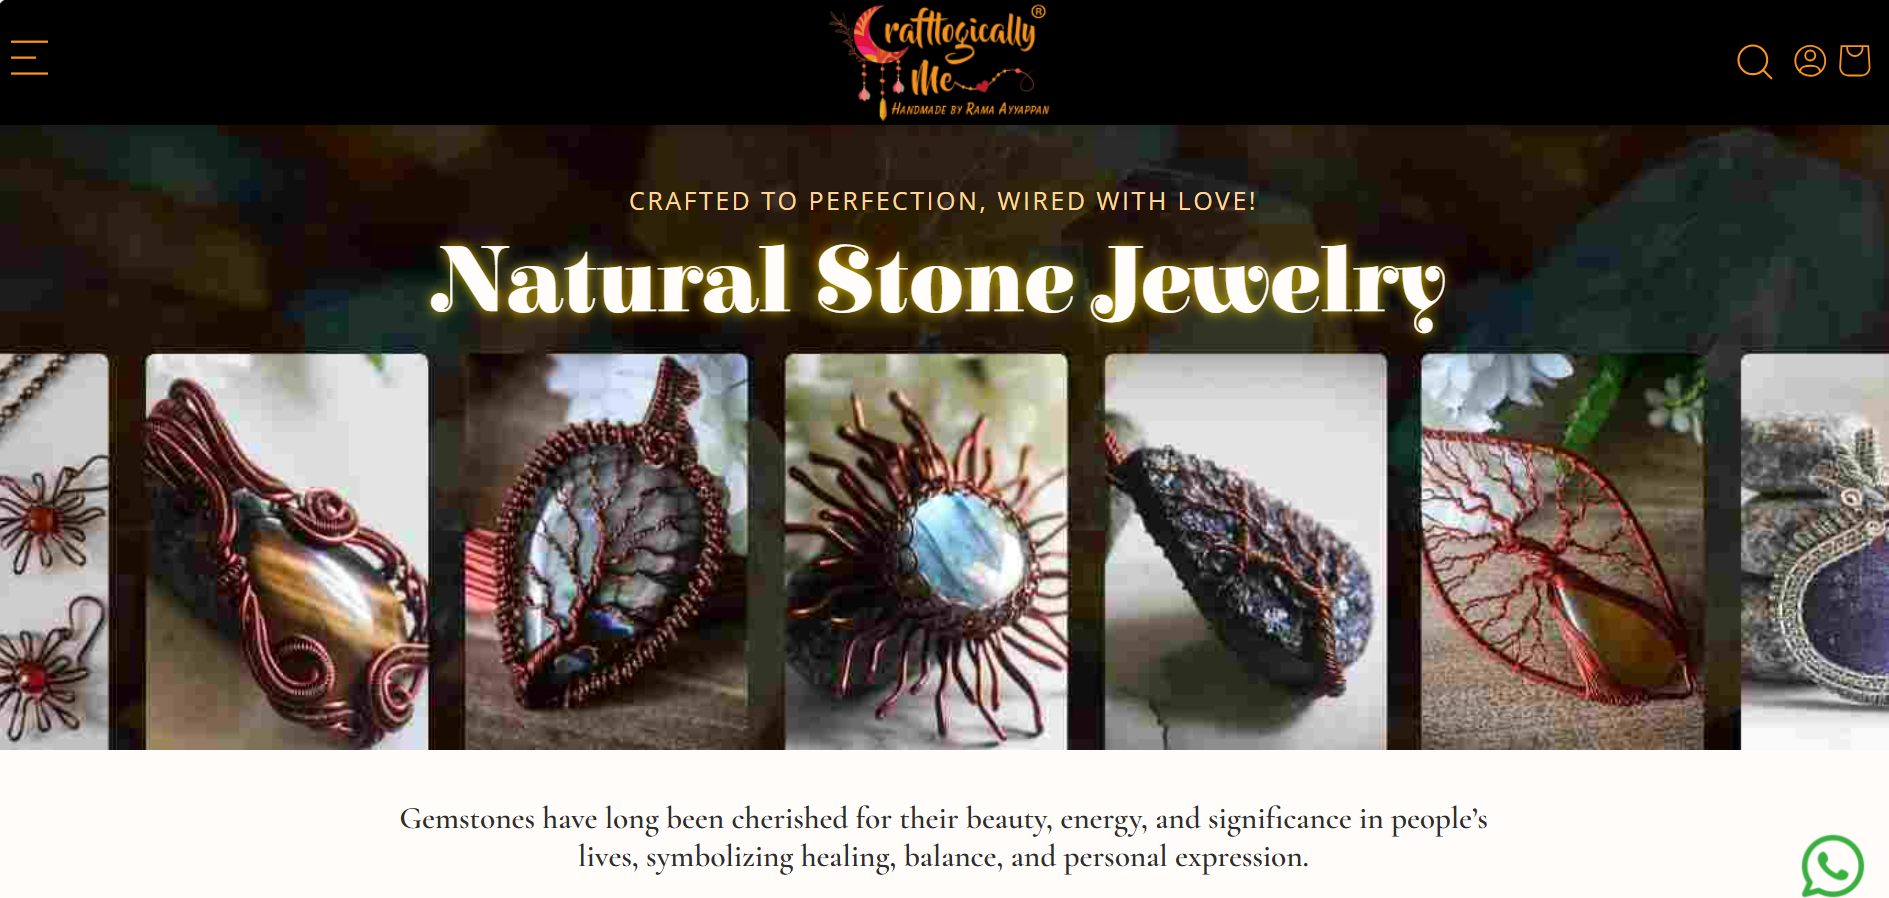 Crafttogically®
Me
HANDMADE BY RAMA AYYAPPAN
CRAFTED TO PERFECTION, WIRED WITH LOVE!
Natural Stone Jewelry
Gemstones have long been cherished for their beauty, energy, and significance in people’s
lives, symbolizing healing, balance, and personal expression.